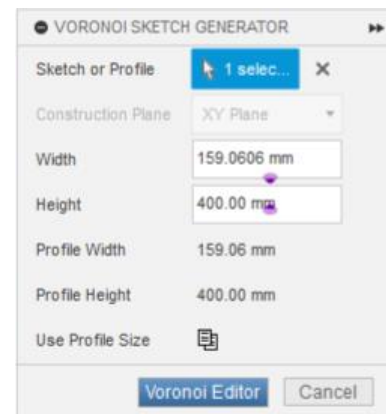 VORONOI SKETCH GENERATOR
Sketch or Profile 1 selec...
Construction Plane XY Plane
Width 159.0606 mm
Height 400.00 mm
Profile Width 159.06 mm
Profile Height 400.00 mm
Use Profile Size
Voronoi Editor Cancel